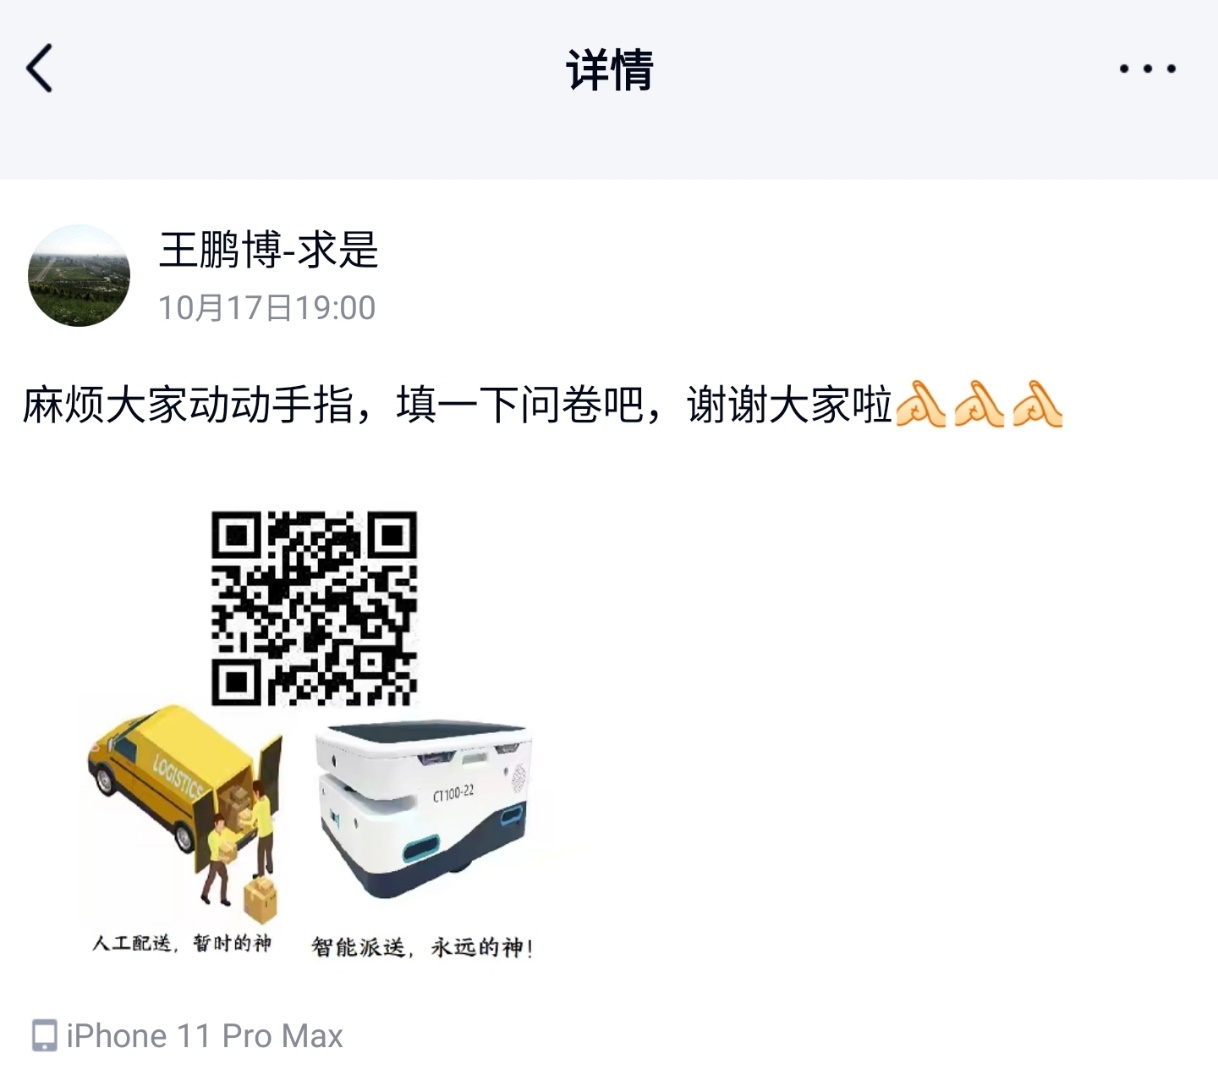 详情
王鹏博-求是
10月17日19:00
麻烦大家动动手指，填一下问卷吧，谢谢大家啦
LOGISTICS
CT100-22
人工配送，暂时的神
智能派送，永远的神！
iPhone 11 Pro Max